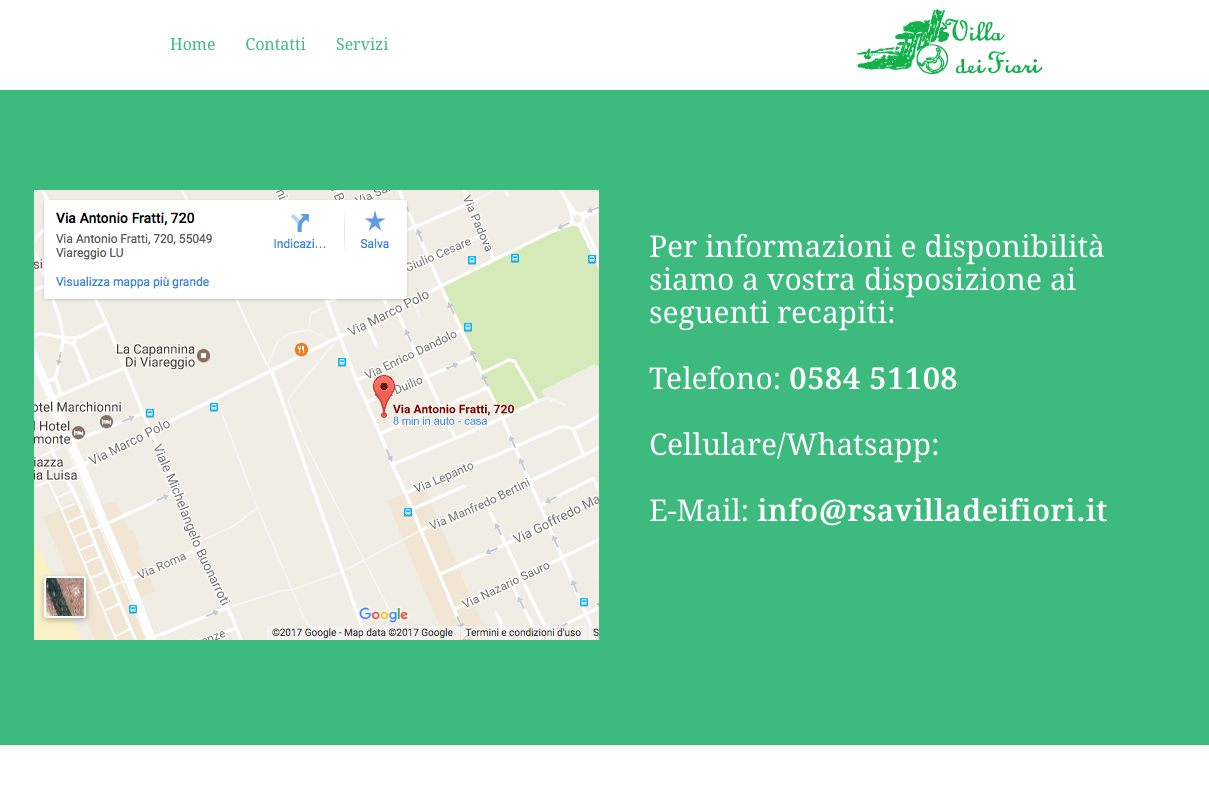 Home Contatti Servizi
Villa
dei Fiori
Via Antonio Fratti, 720
Via Antonio Fratti, 720, 55049
Viareggio LU
Visualizza mappa più grande
Indicazi...
Salva
Via Padova
Giulio Cesare
Via Marco Polo
La Capannina
Di Viareggio
Via Enrico Dandolo
Duilio
Via Antonio Fratti, 720
8 min in auto - casa
otel Marchionni
l Hotel
monte
Via Marco Polo
iazza
ia Luisa
Viale Michelangelo Buonarroti
Via Lepanto
Via Manfredo Bertini
Via Goffredo Ma
Via Roma
Via Nazario Sauro
enze
Google
©2017 Google - Map data ©2017 Google Termini e condizioni d'uso S
Per informazioni e disponibilità
siamo a vostra disposizione ai
seguenti recapiti:
Telefono: 0584 51108
Cellulare/Whatsapp:
E-Mail: info@rsavilladeifiori.it